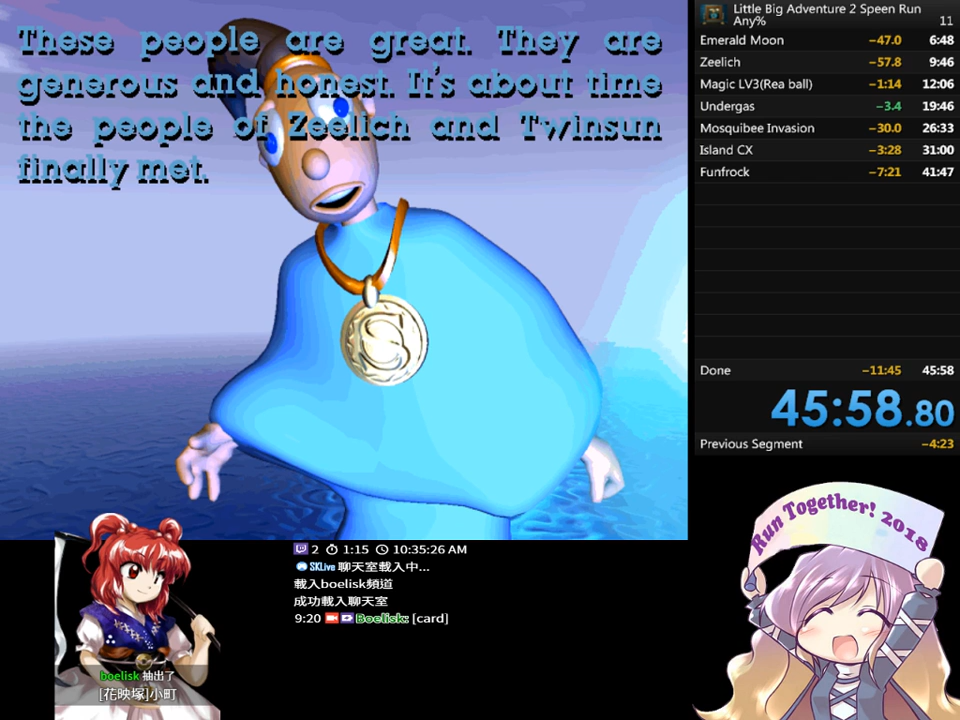 These people are great. They are
generous and honest. It's about time
the people of Zeelich and Twinsun
finally met.
Little Big Adventure 2 Speen Run
Any% 11
Emerald Moon −47.0 6:48
Zeelich −57.8 9:46
Magic LV3(Rea ball) −1:14 12:06
Undergas −3.4 19:46
Mosquibee Invasion −30.0 26:33
Island CX −3:28 31:00
Funfrock −7:21 41:47
Done −11:45 45:58
45:58.80
Previous Segment −4:23
Run Together! 2018
2 1:15 10:35:26 AM
SKLive 聊天室載入中...
載入boelisk頻道
成功載入聊天室
9:20 Boelisk: [card]
boelisk 抽出了
[花映塚]小町
S